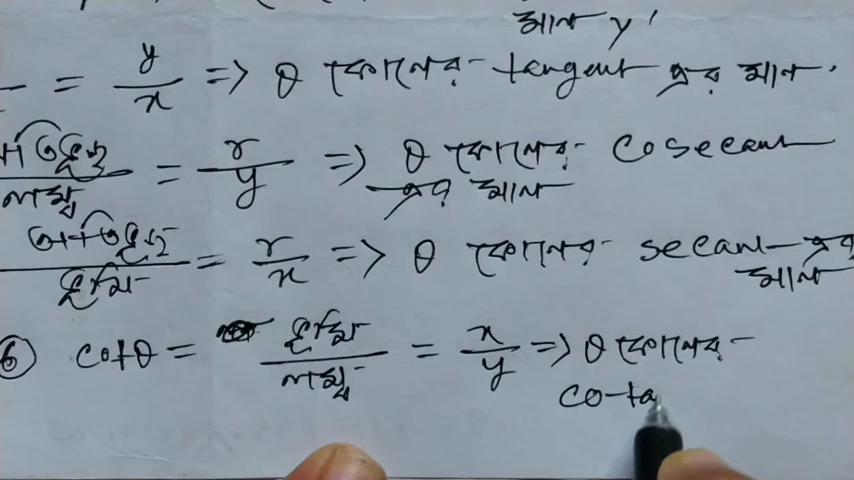 মান y'
= y/x => θ কোনের tangent এর মান.
অতিভুজ/লম্ব = r/y => θ কোনের cosecant
এর মান
অতিভুজ/ভূমি = r/x => θ কোনের secant এর
মান
⑥ cotθ = ভূমি/লম্ব = x/y => θ কোনের
co-ta